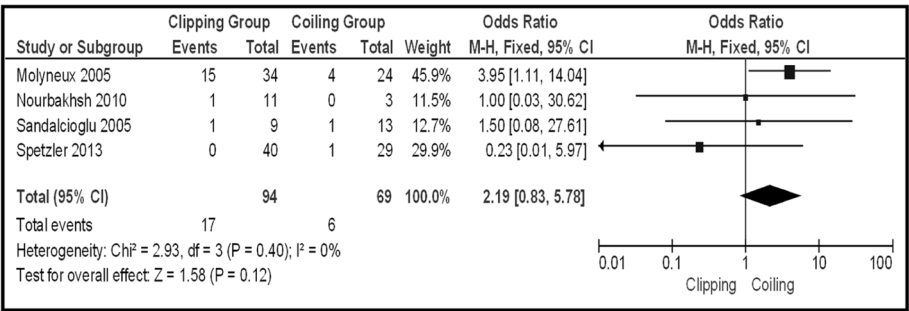 Clipping Group Coiling Group Odds Ratio Odds Ratio
Study or Subgroup Events Total Events Total Weight M-H, Fixed, 95% CI M-H, Fixed, 95% CI
Molyneux 2005 15 34 4 24 45.9% 3.95 [1.11, 14.04]
Nourbakhsh 2010 1 11 0 3 11.5% 1.00 [0.03, 30.62]
Sandalcioglu 2005 1 9 1 13 12.7% 1.50 [0.08, 27.61]
Spetzler 2013 0 40 1 29 29.9% 0.23 [0.01, 5.97]
Total (95% CI) 94 69 100.0% 2.19 [0.83, 5.78]
Total events 17 6
Heterogeneity: Chi² = 2.93, df = 3 (P = 0.40); I² = 0%
Test for overall effect: Z = 1.58 (P = 0.12)
0.01 0.1 1 10 100
Clipping Coiling